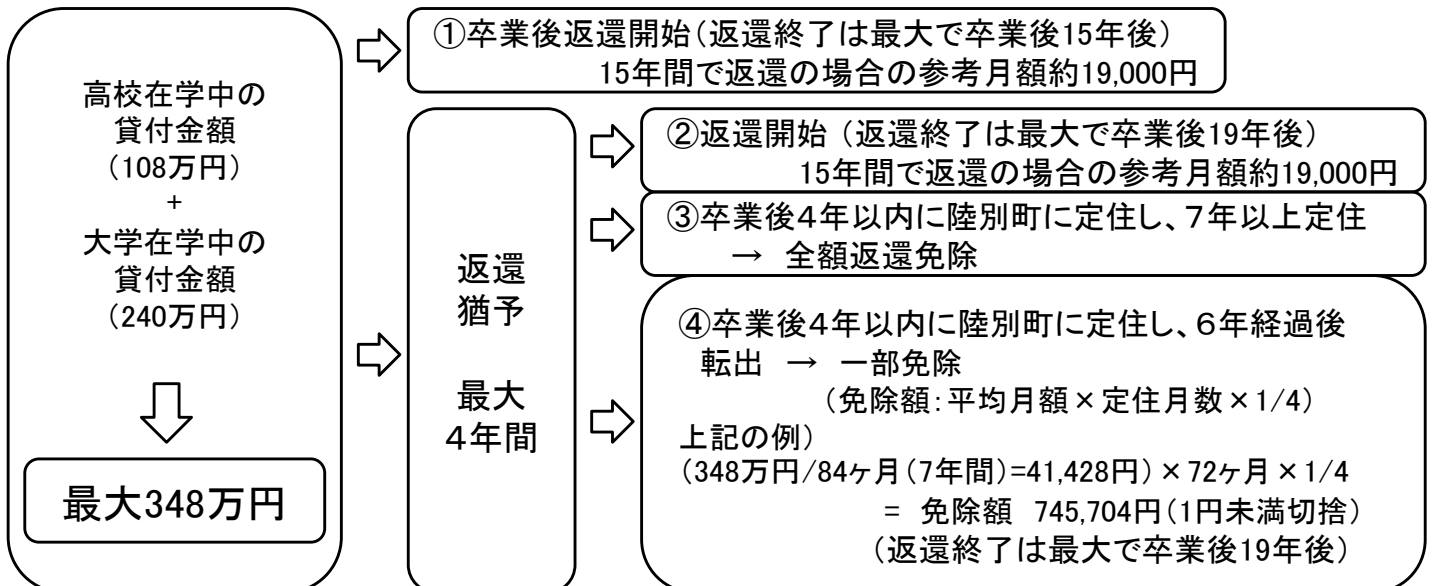 高校在学中の
貸付金額
（108万円）
+
大学在学中の
貸付金額
（240万円）
最大348万円
①卒業後返還開始（返還終了は最大で卒業後15年後）
15年間で返還の場合の参考月額約19,000円
返還
猶予
最大
４年間
②返還開始 （返還終了は最大で卒業後19年後）
15年間で返還の場合の参考月額約19,000円
③卒業後４年以内に陸別町に定住し、７年以上定住
→ 全額返還免除
④卒業後４年以内に陸別町に定住し、６年経過後
転出 → 一部免除
（免除額：平均月額×定住月数×1/4）
上記の例）
（348万円/84ヶ月（7年間）=41,428円）×72ヶ月×1/4
= 免除額 745,704円（1円未満切捨）
（返還終了は最大で卒業後19年後）